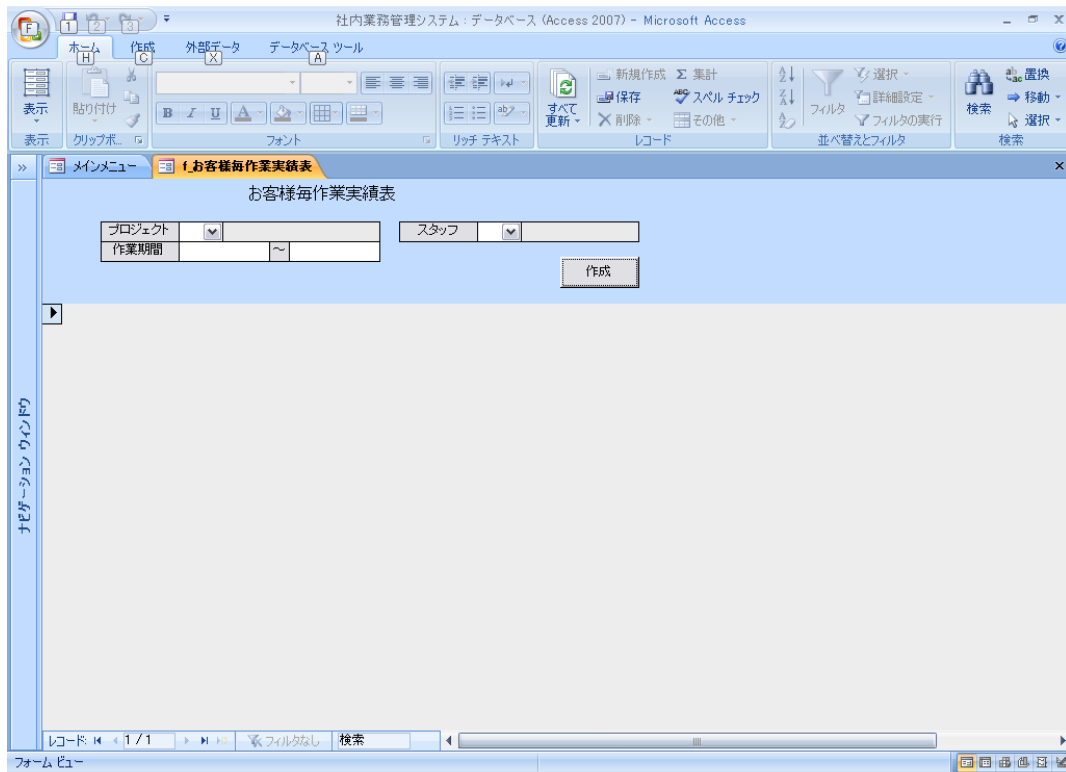 社内業務管理システム : データベース (Access 2007) - Microsoft Access
F 1 2 3
ホーム 作成 外部データ データベース ツール
H C X A
表示 貼り付け
B I U A
すべて更新
新規作成 Σ 集計
保存 スペル チェック
削除 その他
フィルタ
選択
詳細設定
フィルタの実行
検索
置換
移動
選択
表示 クリップボ... フォント リッチ テキスト レコード 並べ替えとフィルタ 検索
メインメニュー f_お客様毎作業実績表
お客様毎作業実績表
プロジェクト スタッフ
作業期間 ～
作成
ナビゲーション ウィンドウ
レコード: 1 / 1 フィルタなし 検索
フォーム ビュー